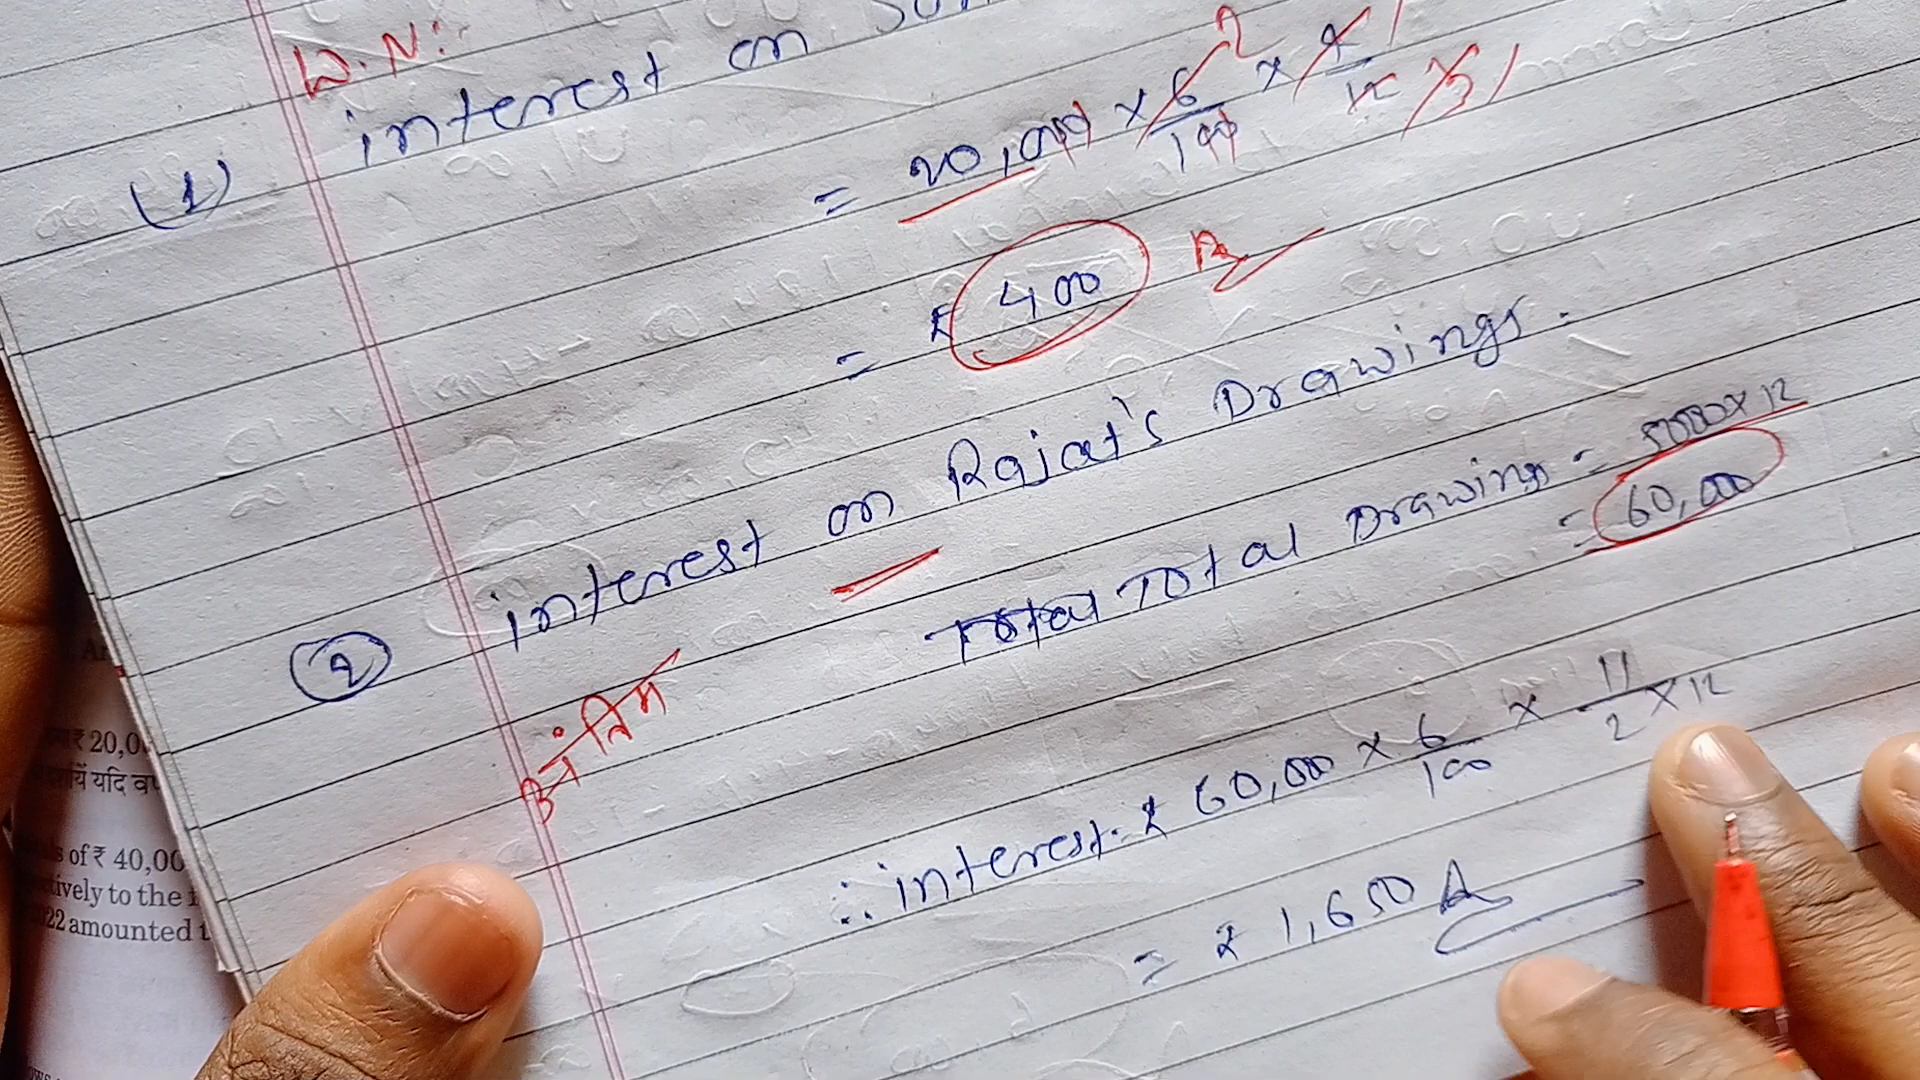 W.N:-
(1) interest on
= 20,000 × 6/100 × 4/12
= ₹ 400
(2) interest on Rajat's Drawings.
Total Total Drawings = 5000×12
= 60,000
अंतिम
∴ interest = ₹ 60,000 × 6/100 × 11/2×12
= ₹ 1,650
₹ 20,0
यदि
of ₹ 40,00
tively to the
22 amounted t